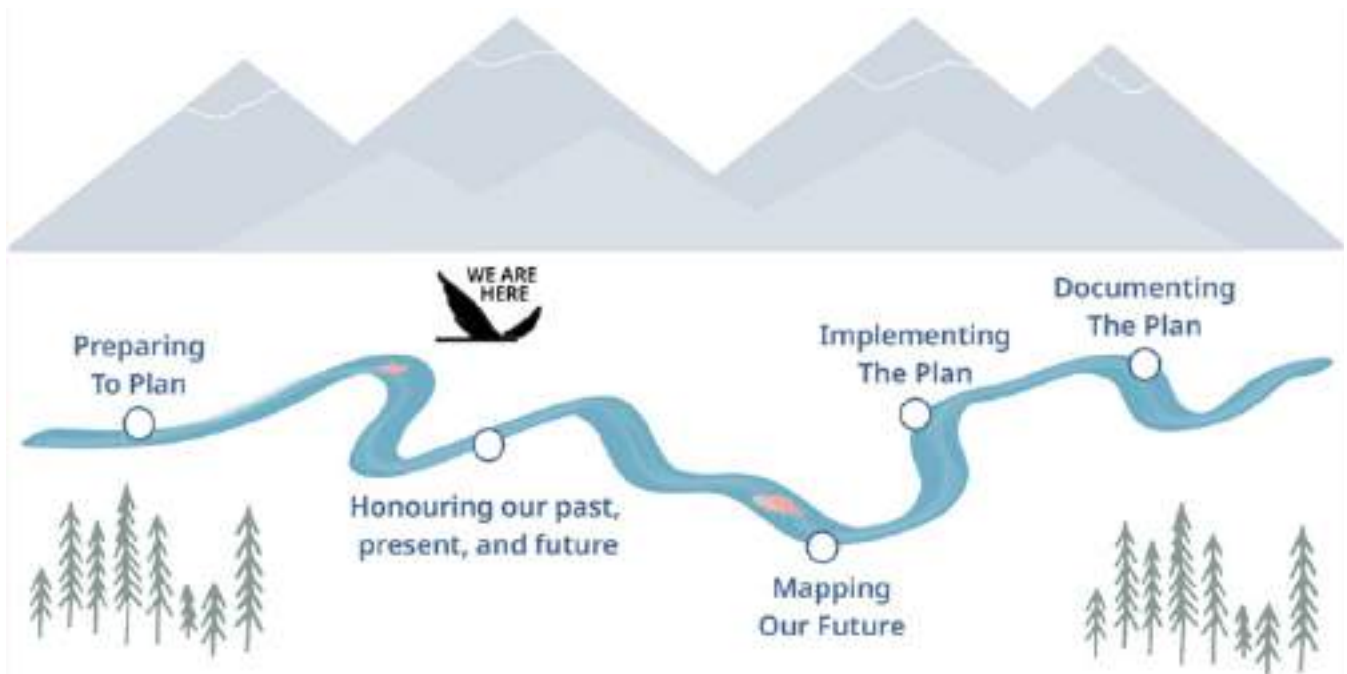 WE ARE
HERE
Preparing
To Plan
Honouring our past,
present, and future
Mapping
Our Future
Implementing
The Plan
Documenting
The Plan